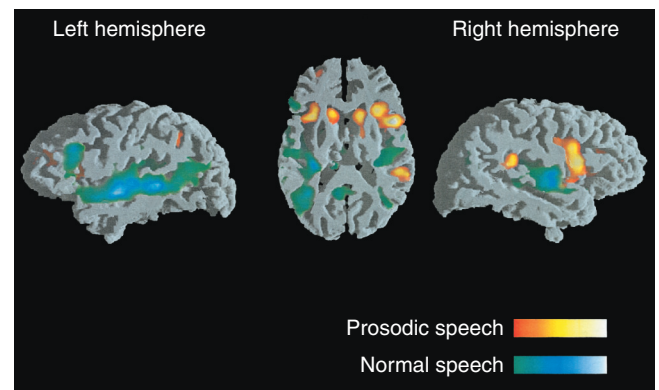 Left hemisphere
Right hemisphere
Prosodic speech
Normal speech